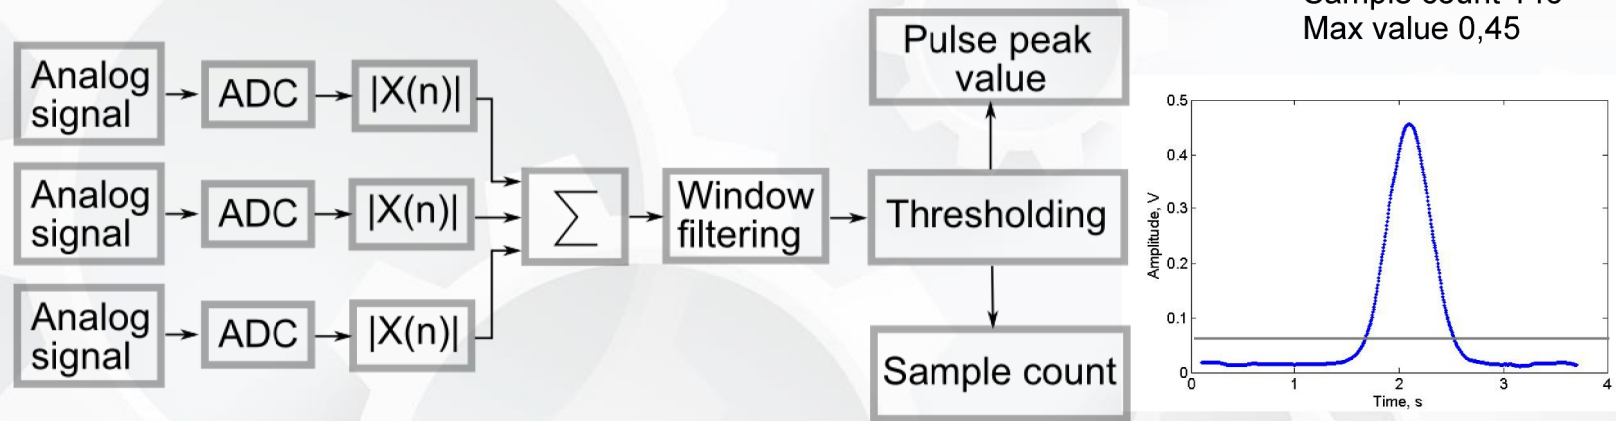 Analog
signal
ADC
|X(n)|
Analog
signal
ADC
|X(n)|
Analog
signal
ADC
|X(n)|
∑
Window
filtering
Thresholding
Pulse peak
value
Sample count
Sample count
Max value 0,45
0.5
0.4
0.3
0.2
0.1
0
Amplitude, V
0
1
2
3
4
Time, s